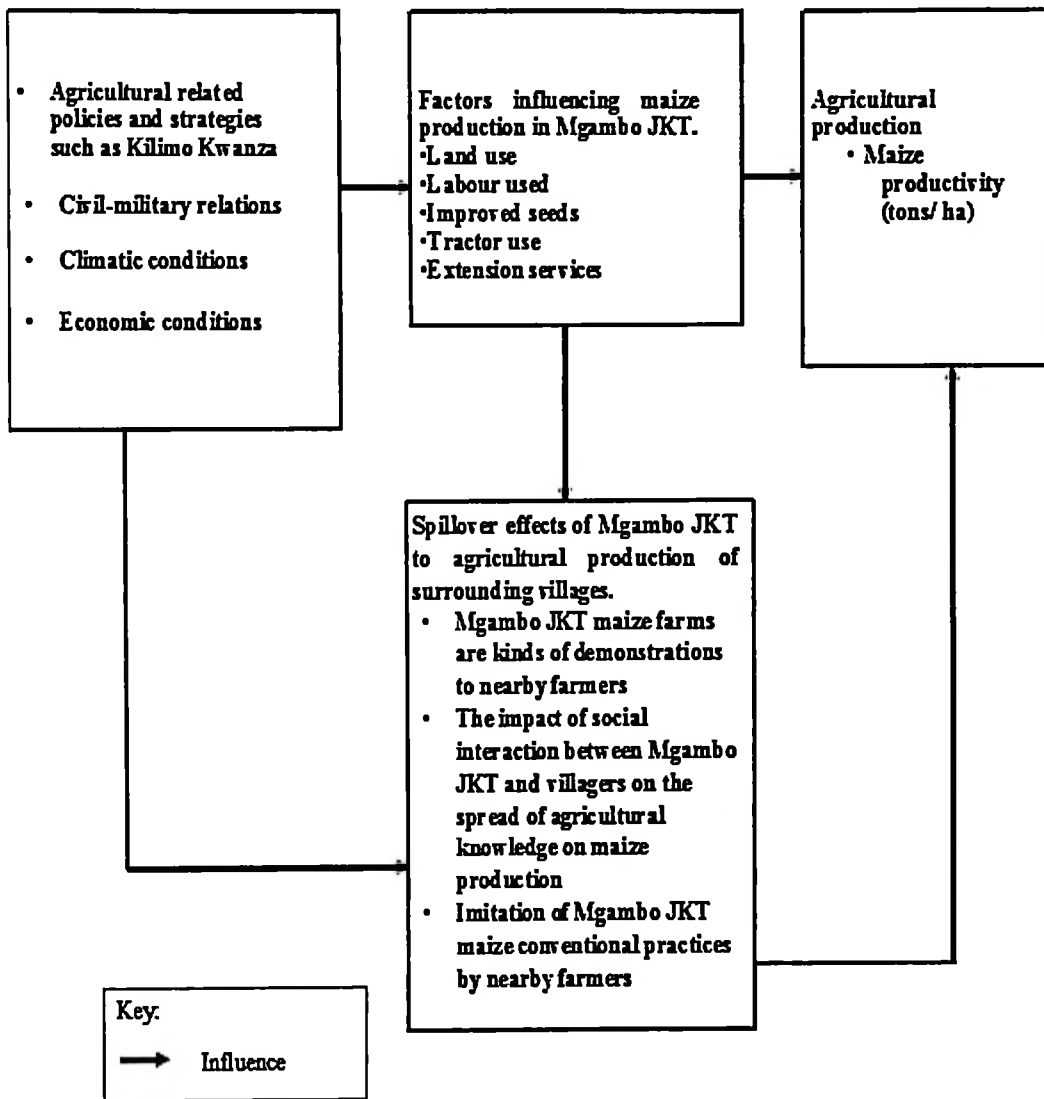 • Agricultural related
policies and strategies
such as Kilimo Kwanza
• Civil-military relations
• Climatic conditions
• Economic conditions
Factors influencing maize
production in Mgambo JKT.
•Land use
•Labour used
•Improved seeds
•Tractor use
•Extension services
Agricultural
production
• Maize
productivity
(tons/ ha)
Spillover effects of Mgambo JKT
to agricultural production of
surrounding villages.
• Mgambo JKT maize farms
are kinds of demonstrations
to nearby farmers
• The impact of social
interaction between Mgambo
JKT and villagers on the
spread of agricultural
knowledge on maize
production
• Imitation of Mgambo JKT
maize conventional practices
by nearby farmers
Key:
Influence